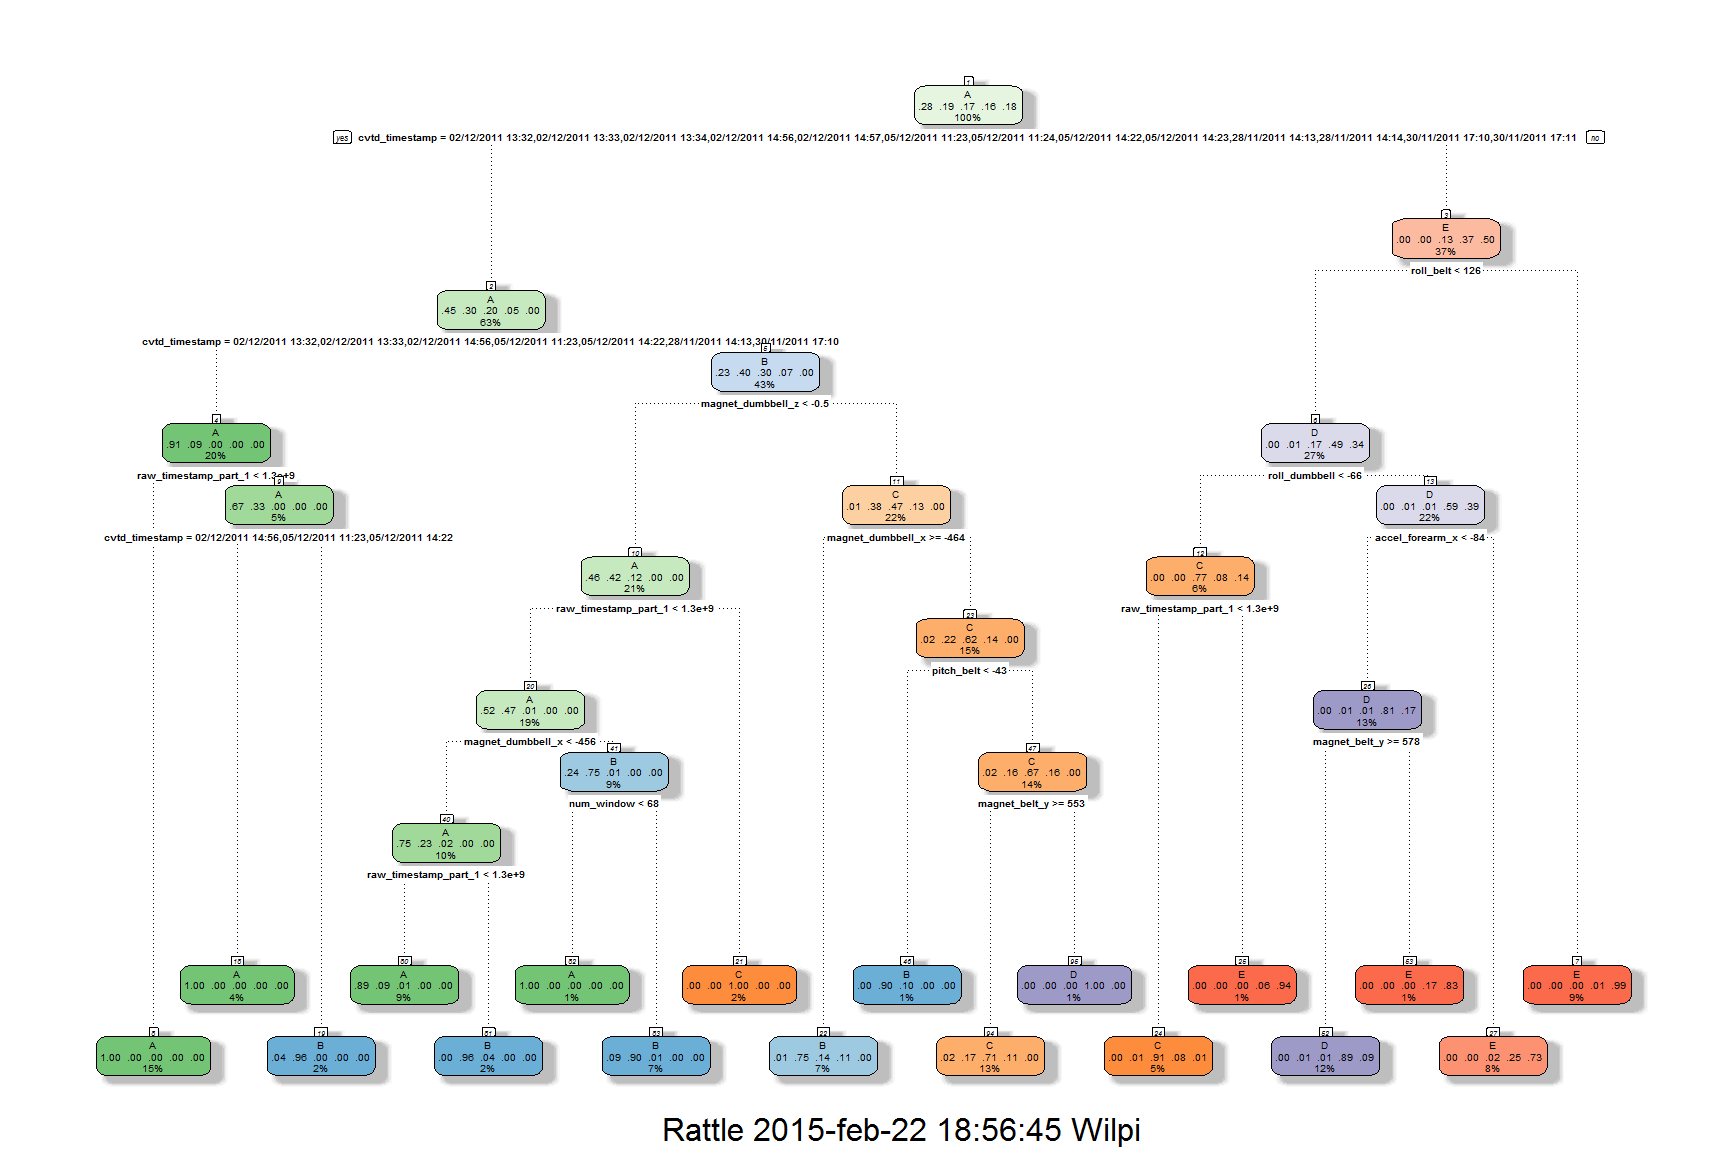 1
A
.28 .19 .17 .16 .18
100%
yes cvtd_timestamp = 02/12/2011 13:32,02/12/2011 13:33,02/12/2011 13:34,02/12/2011 14:56,02/12/2011 14:57,05/12/2011 11:23,05/12/2011 11:24,05/12/2011 14:22,05/12/2011 14:23,28/11/2011 14:13,28/11/2011 14:14,30/11/2011 17:10,30/11/2011 17:11 no
3
E
.00 .00 .13 .37 .50
37%
roll_belt < 126
2
A
.45 .30 .20 .05 .00
63%
cvtd_timestamp = 02/12/2011 13:32,02/12/2011 13:33,02/12/2011 14:56,05/12/2011 11:23,05/12/2011 14:22,28/11/2011 14:13,30/11/2011 17:10
5
B
.23 .40 .30 .07 .00
43%
magnet_dumbbell_z < -0.5
4
A
.91 .09 .00 .00 .00
20%
raw_timestamp_part_1 < 1.3e+9
6
D
.00 .01 .17 .49 .34
27%
roll_dumbbell < -66
9
A
.67 .33 .00 .00 .00
5%
cvtd_timestamp = 02/12/2011 14:56,05/12/2011 11:23,05/12/2011 14:22
11
C
.01 .38 .47 .13 .00
22%
magnet_dumbbell_x >= -464
13
D
.00 .01 .01 .59 .39
22%
accel_forearm_x < -84
10
A
.46 .42 .12 .00 .00
21%
raw_timestamp_part_1 < 1.3e+9
12
C
.00 .00 .77 .08 .14
6%
raw_timestamp_part_1 < 1.3e+9
23
C
.02 .22 .62 .14 .00
15%
pitch_belt < -43
20
A
.52 .47 .01 .00 .00
19%
magnet_dumbbell_x < -456
26
D
.00 .01 .01 .81 .17
13%
magnet_belt_y >= 578
41
B
.24 .75 .01 .00 .00
9%
num_window < 68
47
C
.02 .16 .67 .16 .00
14%
magnet_belt_y >= 553
40
A
.75 .23 .02 .00 .00
10%
raw_timestamp_part_1 < 1.3e+9
18
A
1.00 .00 .00 .00 .00
4%
80
A
.89 .09 .01 .00 .00
9%
82
A
1.00 .00 .00 .00 .00
1%
21
C
.00 .00 1.00 .00 .00
2%
46
B
.00 .90 .10 .00 .00
1%
95
D
.00 .00 .00 1.00 .00
1%
25
E
.00 .00 .00 .06 .94
1%
53
E
.00 .00 .00 .17 .83
1%
7
E
.00 .00 .00 .01 .99
9%
8
A
1.00 .00 .00 .00 .00
15%
19
B
.04 .96 .00 .00 .00
2%
81
B
.00 .96 .04 .00 .00
2%
83
B
.09 .90 .01 .00 .00
7%
22
B
.01 .75 .14 .11 .00
7%
94
C
.02 .17 .71 .11 .00
13%
24
C
.00 .01 .91 .08 .01
5%
52
D
.00 .01 .01 .89 .09
12%
27
E
.00 .00 .02 .25 .73
8%
Rattle 2015-feb-22 18:56:45 Wilpi